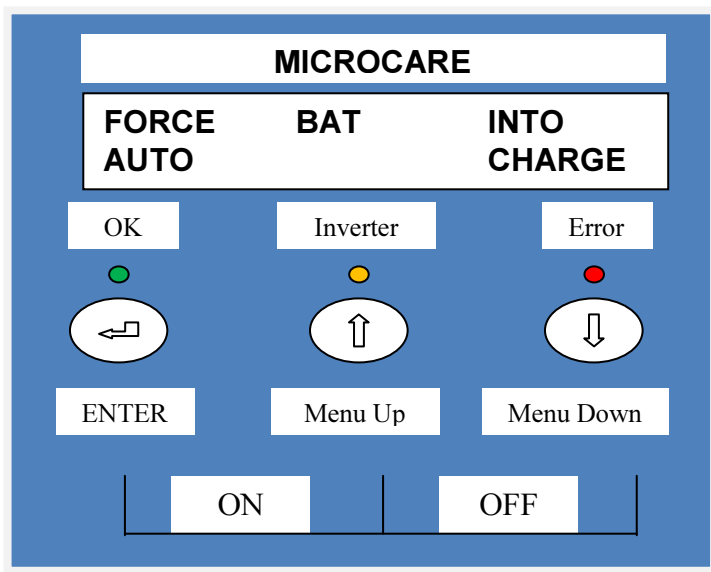 MICROCARE
FORCE BAT INTO
AUTO CHARGE
OK Inverter Error
ENTER Menu Up Menu Down
ON OFF